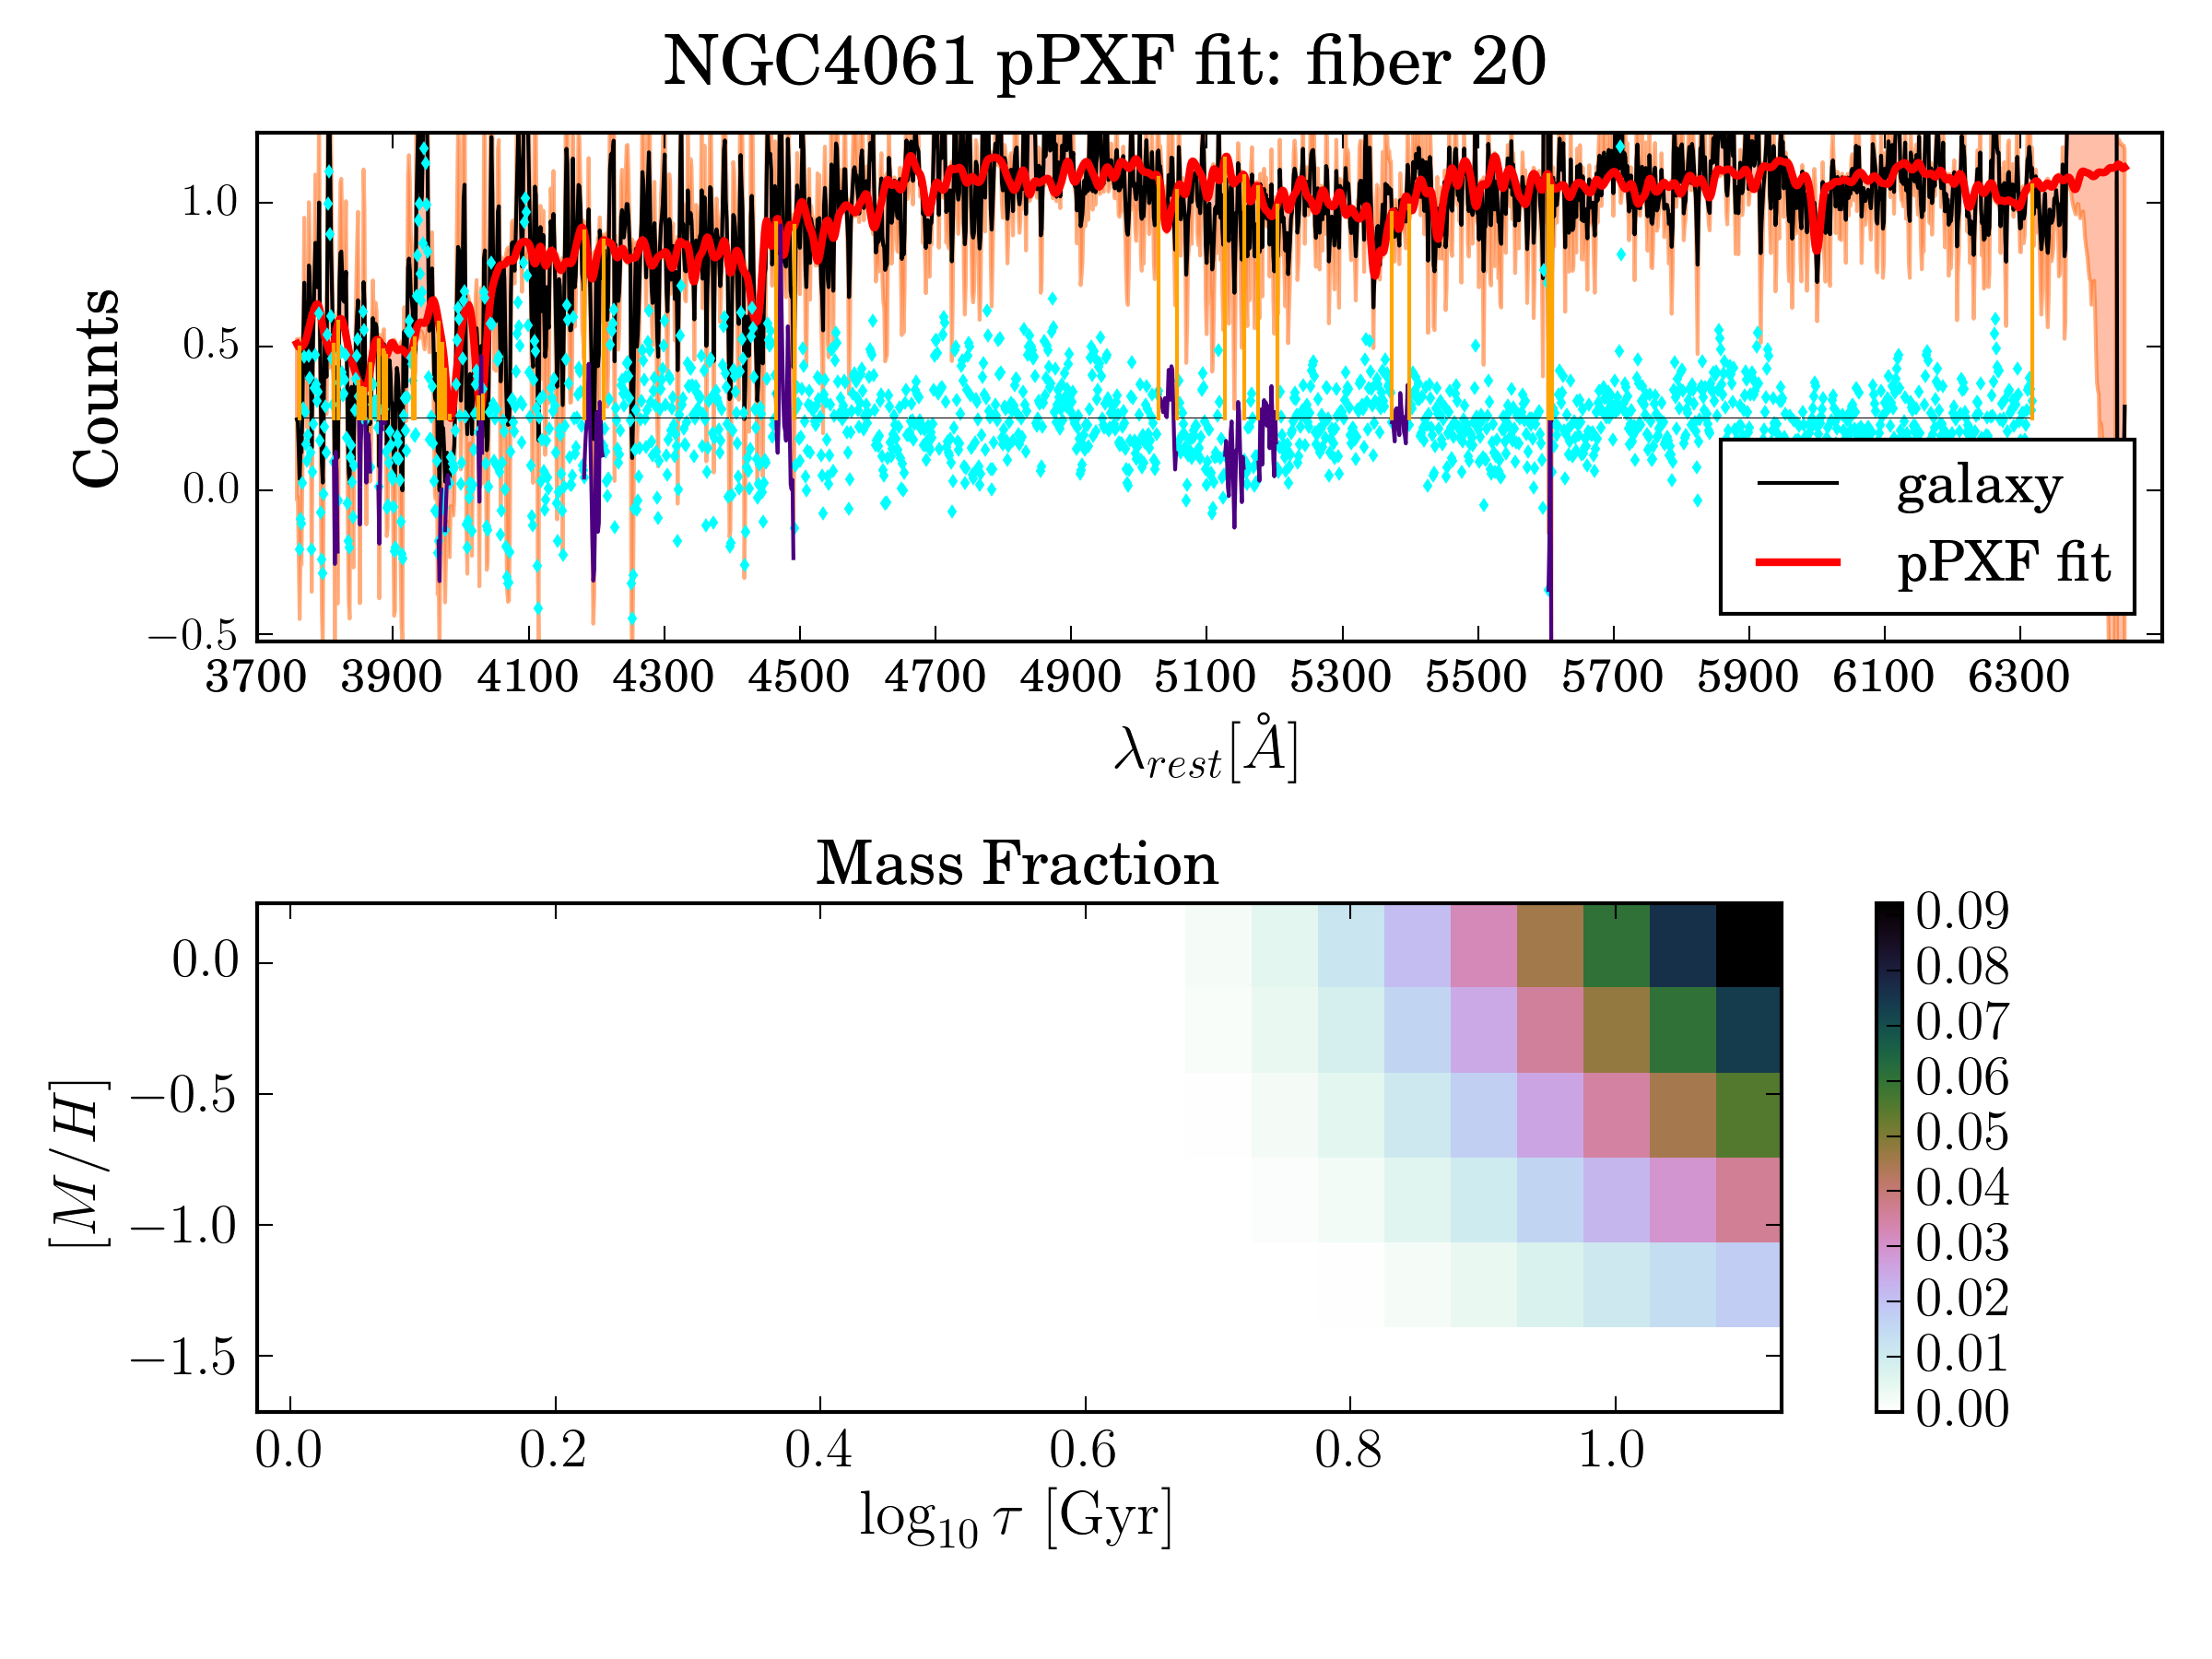 NGC4061 pPXF fit: fiber 20
Counts
1.0
0.5
0.0
−0.5
3700 3900 4100 4300 4500 4700 4900 5100 5300 5500 5700 5900 6100 6300
λrest[Å]
galaxy
pPXF fit
Mass Fraction
[M/H]
0.0
−0.5
−1.0
−1.5
0.0 0.2 0.4 0.6 0.8 1.0
log10 τ [Gyr]
0.09
0.08
0.07
0.06
0.05
0.04
0.03
0.02
0.01
0.00